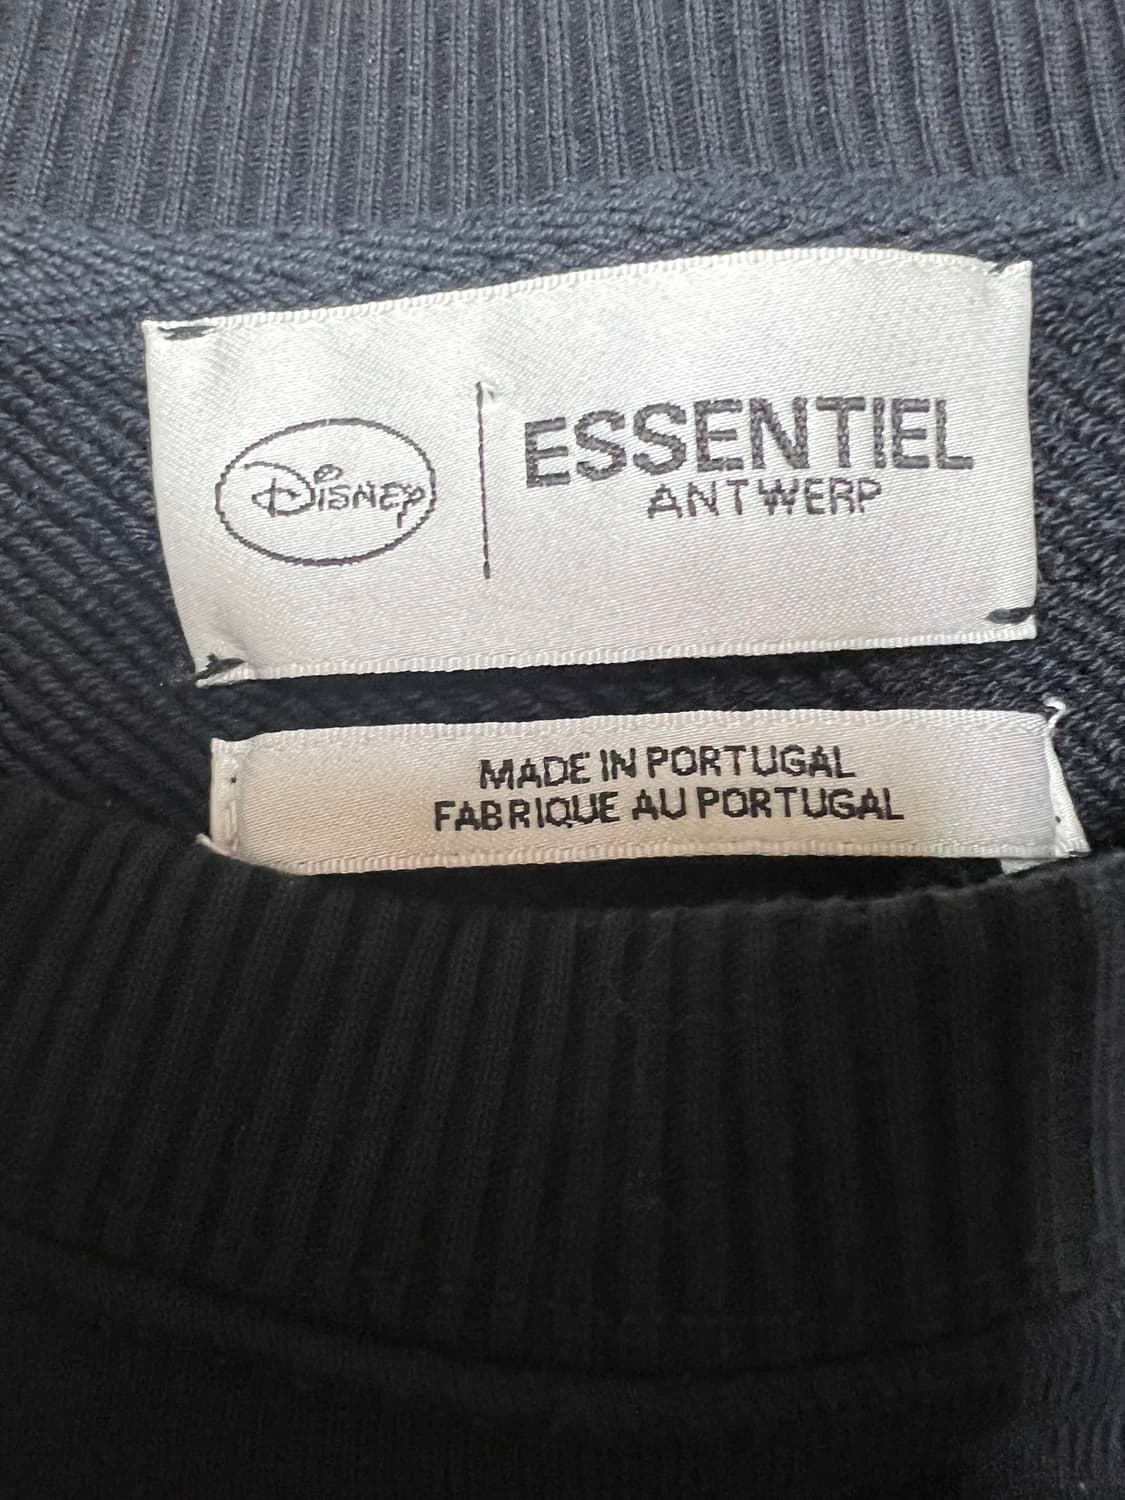 Disney
ESSENTIEL
ANTWERP
MADE IN PORTUGAL
FABRIQUE AU PORTUGAL